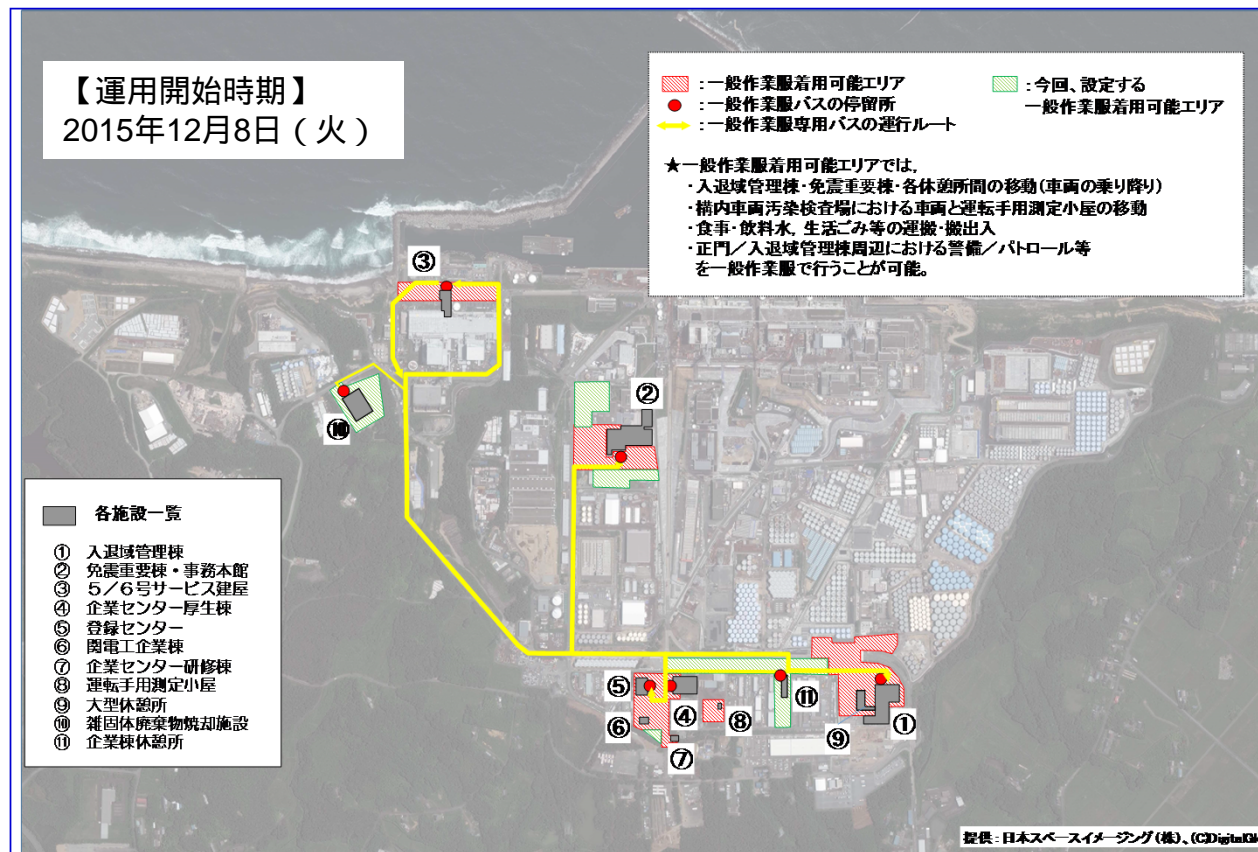 【運用開始時期】
2015年12月8日（火）
：一般作業服着用可能エリア
：一般作業服バスの停留所
：一般作業服専用バスの運行ルート
：今回、設定する
一般作業服着用可能エリア
★一般作業服着用可能エリアでは,
・入退域管理棟・免震重要棟・各休憩所間の移動(車両の乗り降り)
・構内車両汚染検査場における車両と運転手用測定小屋の移動
・食事・飲料水, 生活ごみ等の運搬・搬出入
・正門／入退域管理棟周辺における警備／パトロール等
を一般作業服で行うことが可能。
③
②
⑩
各施設一覧
① 入退域管理棟
② 免震重要棟・事務本館
③ ５／６号サービス建屋
④ 企業センター厚生棟
⑤ 登録センター
⑥ 関電工企業棟
⑦ 企業センター研修棟
⑧ 運転手用測定小屋
⑨ 大型休憩所
⑩ 雑固体廃棄物焼却施設
⑪ 企業棟休憩所
⑤
④
⑥
⑦
⑧
⑪
⑨
①
提供：日本スペースイメージング(株)、(C)DigitalGl